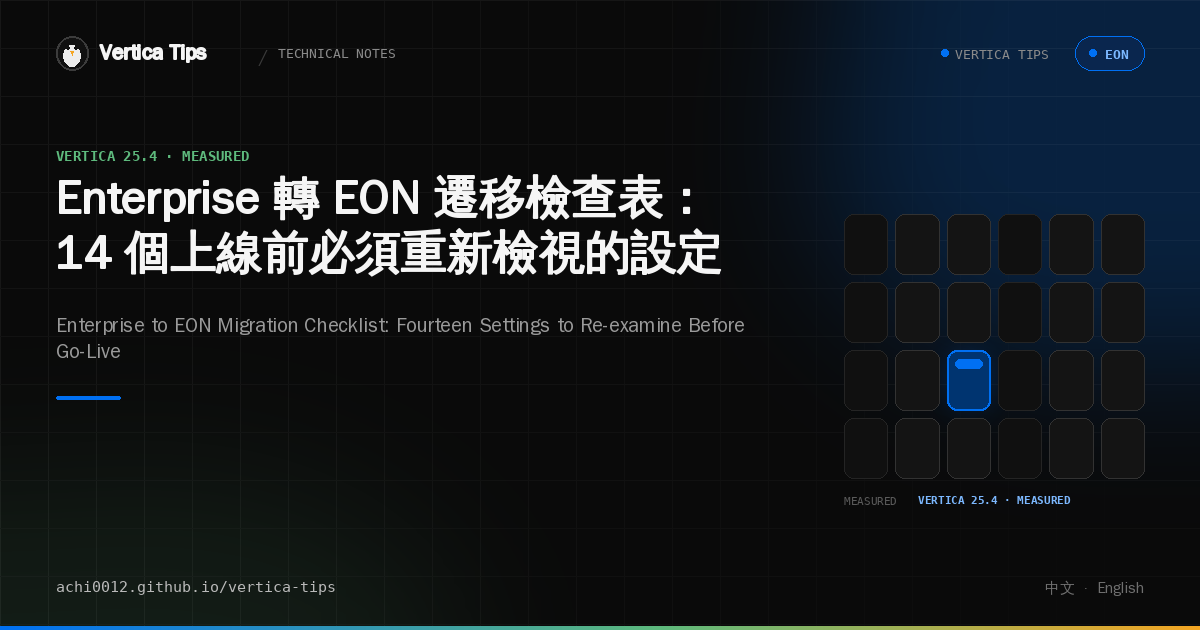 Vertica Tips / TECHNICAL NOTES
VERTICA TIPS
EON
VERTICA 25.4 · MEASURED
Enterprise 轉 EON 遷移檢查表：
14 個上線前必須重新檢視的設定
Enterprise to EON Migration Checklist: Fourteen Settings to Re-examine Before
Go-Live
MEASURED
VERTICA 25.4 · MEASURED
achi0012.github.io/vertica-tips
中文 · English